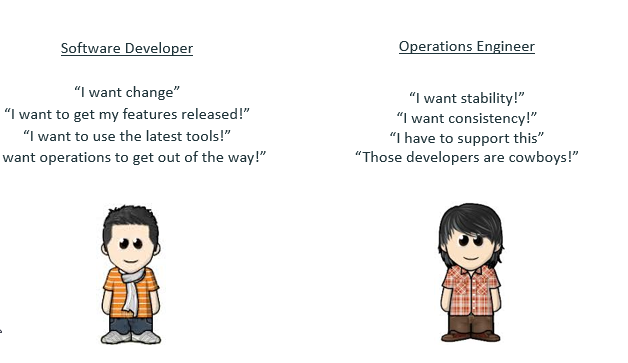 Software Developer
“I want change”
“I want to get my features released!”
“I want to use the latest tools!”
want operations to get out of the way!”
Operations Engineer
“I want stability!”
“I want consistency!”
“I have to support this”
“Those developers are cowboys!”